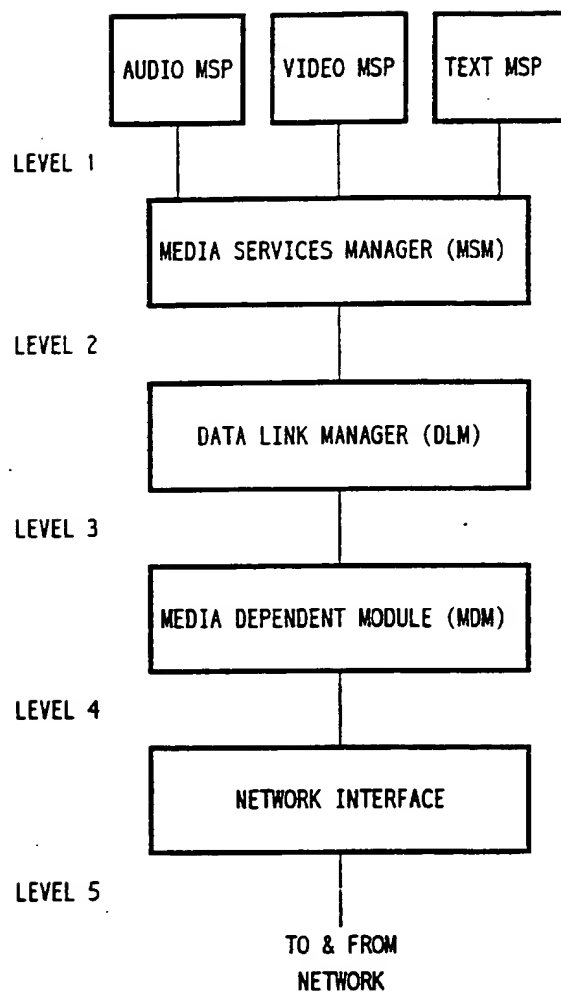 AUDIO MSP
VIDEO MSP
TEXT MSP
LEVEL 1
MEDIA SERVICES MANAGER (MSM)
LEVEL 2
DATA LINK MANAGER (DLM)
LEVEL 3
MEDIA DEPENDENT MODULE (MDM)
LEVEL 4
NETWORK INTERFACE
LEVEL 5
TO & FROM
NETWORK